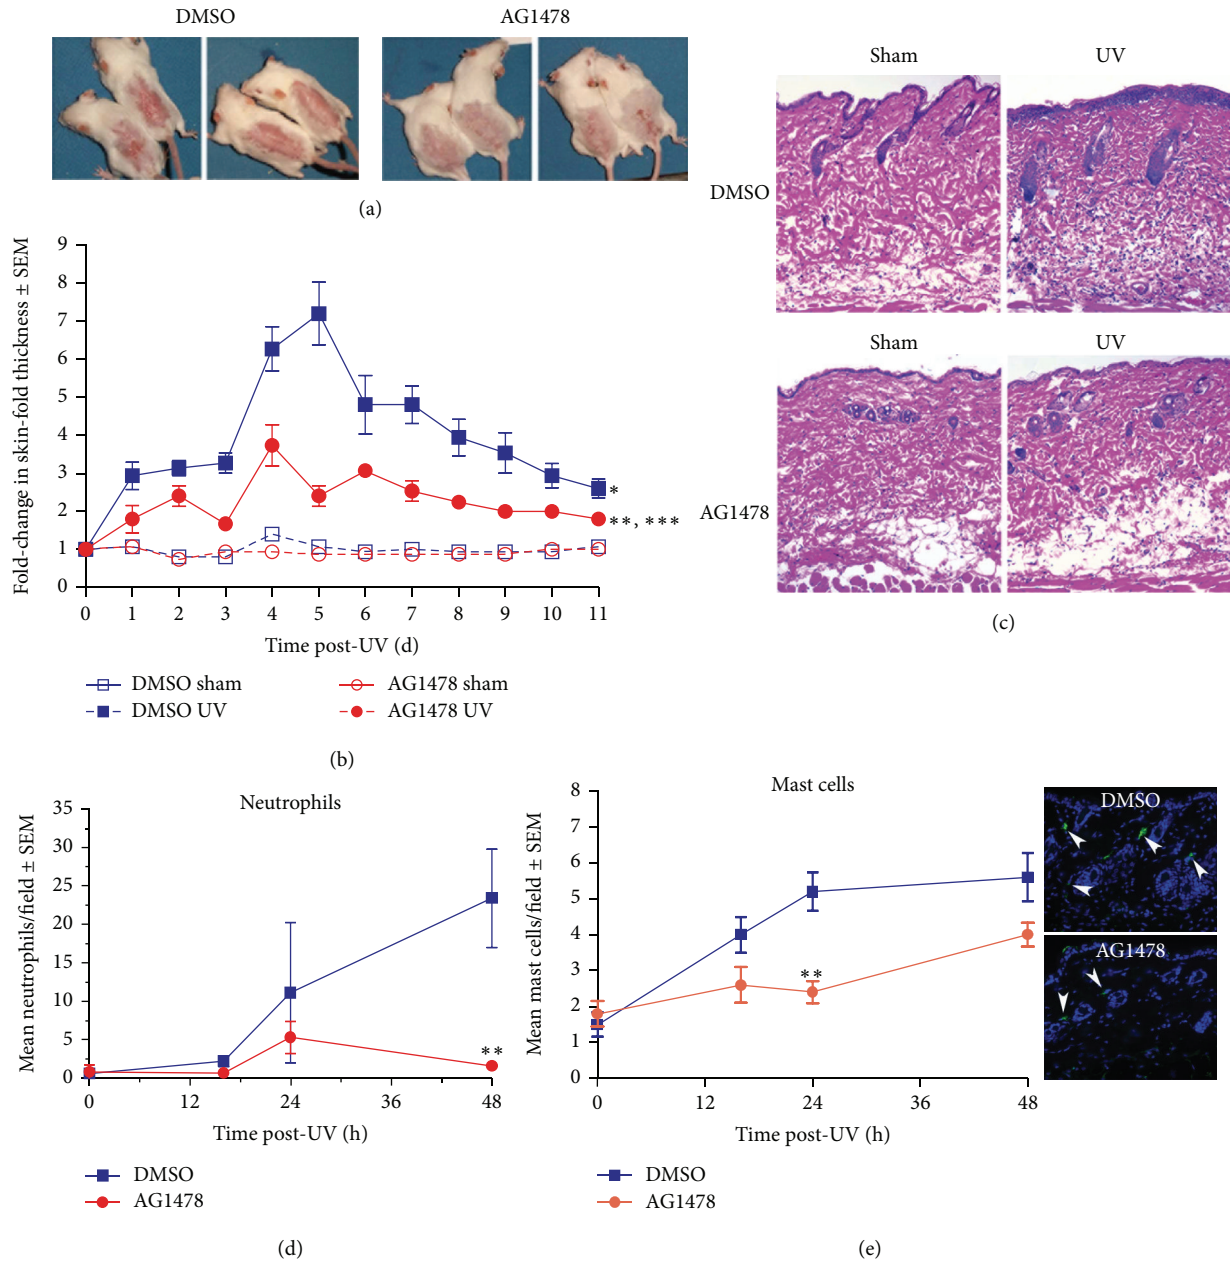 DMSO
AG1478
(a)
Fold-change in skin-fold thickness ± SEM
9
8
7
6
5
4
3
2
1
0
*
**, ***
0 1 2 3 4 5 6 7 8 9 10 11
Time post-UV (d)
DMSO sham
DMSO UV
AG1478 sham
AG1478 UV
(b)
Sham
UV
DMSO
Sham
UV
AG1478
(c)
Neutrophils
Mean neutrophils/field ± SEM
35
30
25
20
15
10
5
0
**
0 12 24 36 48
Time post-UV (h)
DMSO
AG1478
(d)
Mast cells
Mean mast cells/field ± SEM
8
7
6
5
4
3
2
1
0
**
0 12 24 36 48
Time post-UV (h)
DMSO
AG1478
DMSO
AG1478
(e)